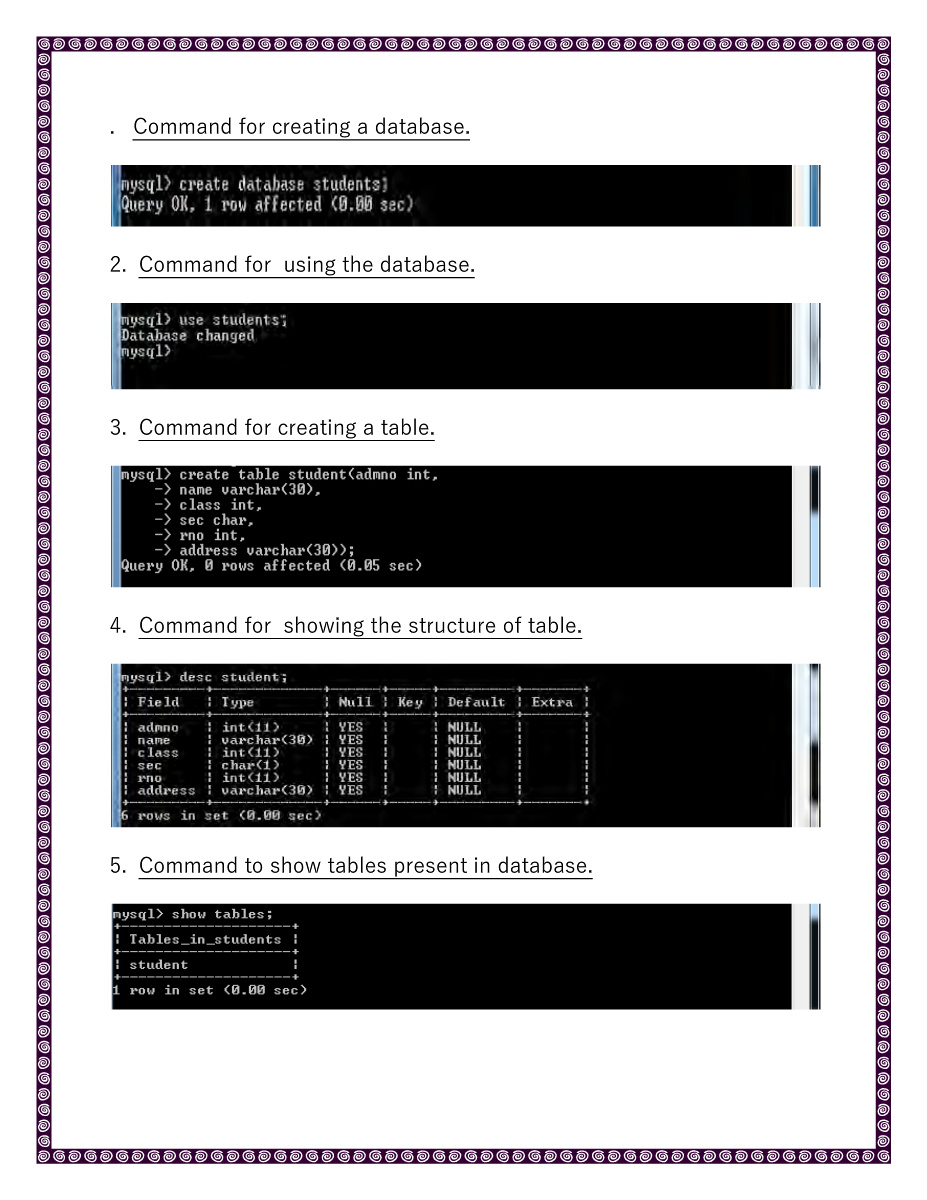 . Command for creating a database.
mysql> create database students;
Query OK, 1 row affected (0.00 sec)
2. Command for  using the database.
mysql> use students;
Database changed
mysql>
3. Command for creating a table.
mysql> create table student(admno int,
    -> name varchar(30),
    -> class int,
    -> sec char,
    -> rno int,
    -> address varchar(30));
Query OK, 0 rows affected (0.05 sec)
4. Command for  showing the structure of table.
mysql> desc student;
| Field | Type | Null | Key | Default | Extra |
| admno | int(11) | YES | | NULL | |
| name | varchar(30) | YES | | NULL | |
| class | int(11) | YES | | NULL | |
| sec | char(1) | YES | | NULL | |
| rno | int(11) | YES | | NULL | |
| address | varchar(30) | YES | | NULL | |
6 rows in set (0.00 sec)
5. Command to show tables present in database.
mysql> show tables;
| Tables_in_students |
| student |
1 row in set (0.00 sec)